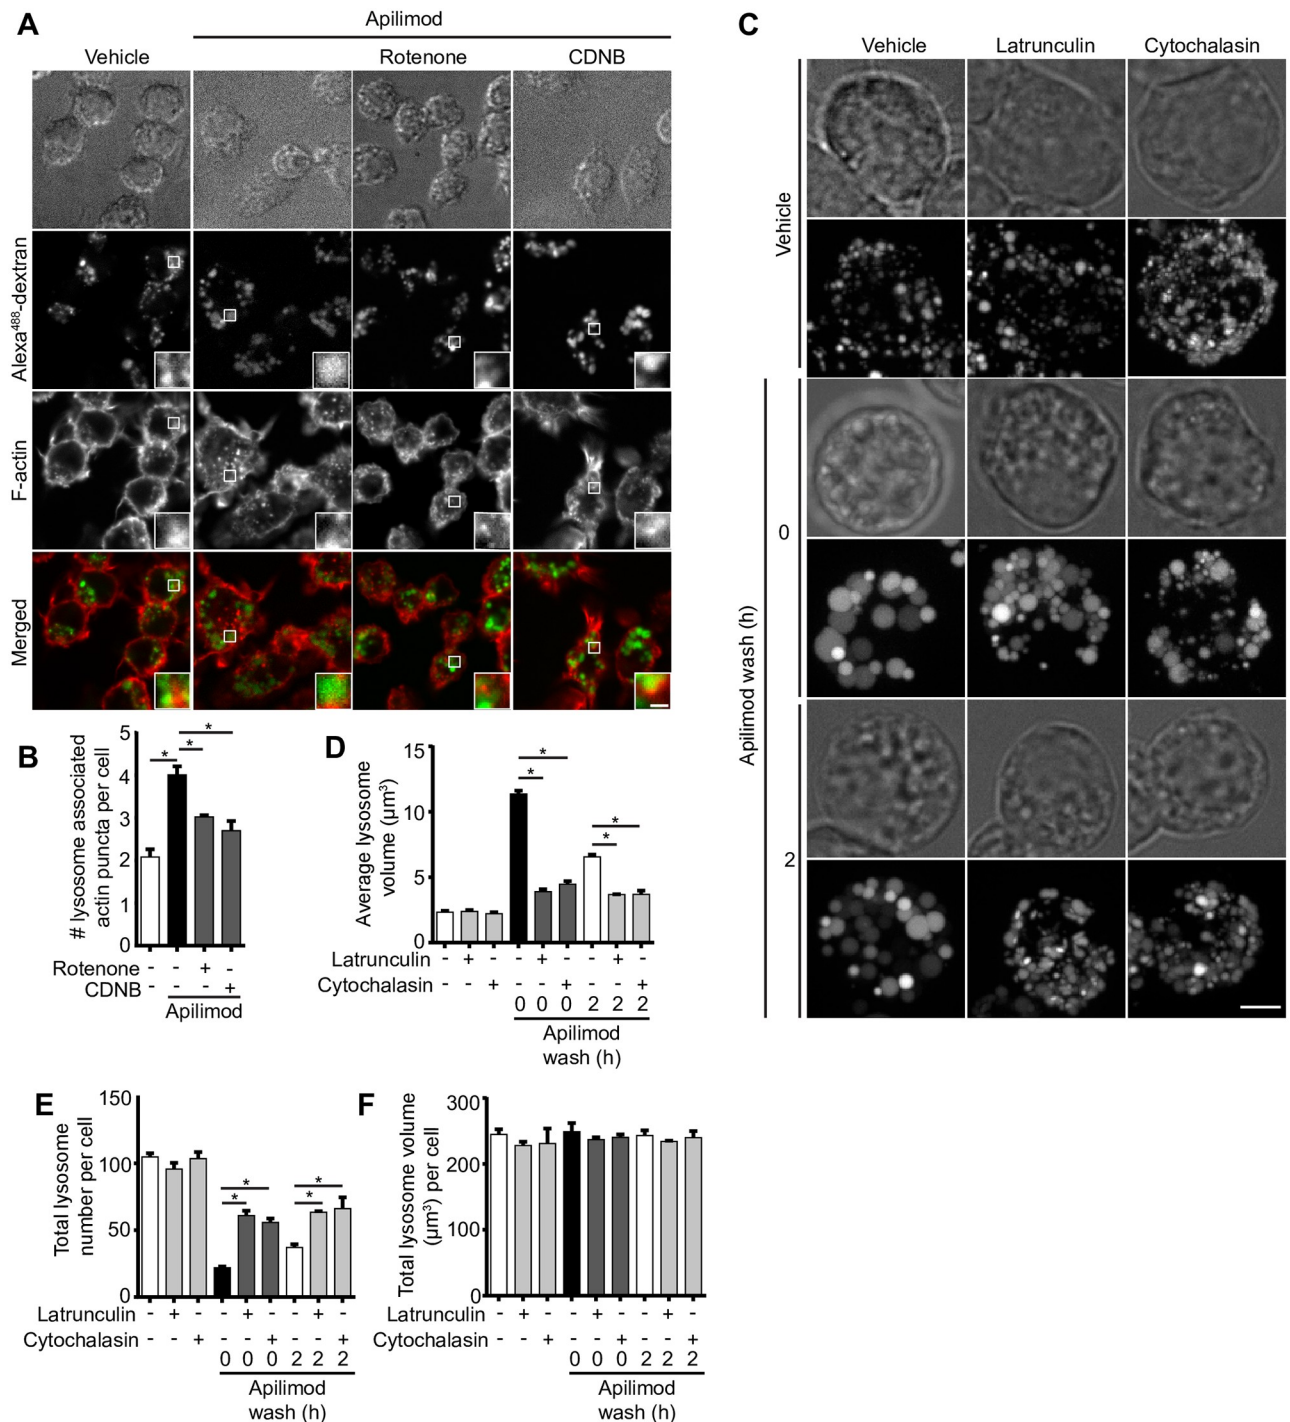 A
Apilimod
Vehicle
Rotenone
CDNB
Alexa⁴⁸⁸-dextran
F-actin
Merged
B
# lysosome associated
actin puncta per cell
5
4
3
2
1
0
* * *
Rotenone - - + -
CDNB - - - +
Apilimod
C
Vehicle Latrunculin Cytochalasin
Vehicle
Apilimod wash (h)
0
2
D
Average lysosome
volume (µm³)
15
10
5
0
*
*
*
*
Latrunculin - + - - + - - + -
Cytochalasin - - + - - + - - +
0 0 0 2 2 2
Apilimod
wash (h)
E
Total lysosome
number per cell
150
100
50
0
*
*
*
*
Latrunculin - + - - + - - + -
Cytochalasin - - + - - + - - +
0 0 0 2 2 2
Apilimod
wash (h)
F
Total lysosome volume
(µm³) per cell
300
200
100
0
Latrunculin - + - - + - - + -
Cytochalasin - - + - - + - - +
0 0 0 2 2 2
Apilimod
wash (h)